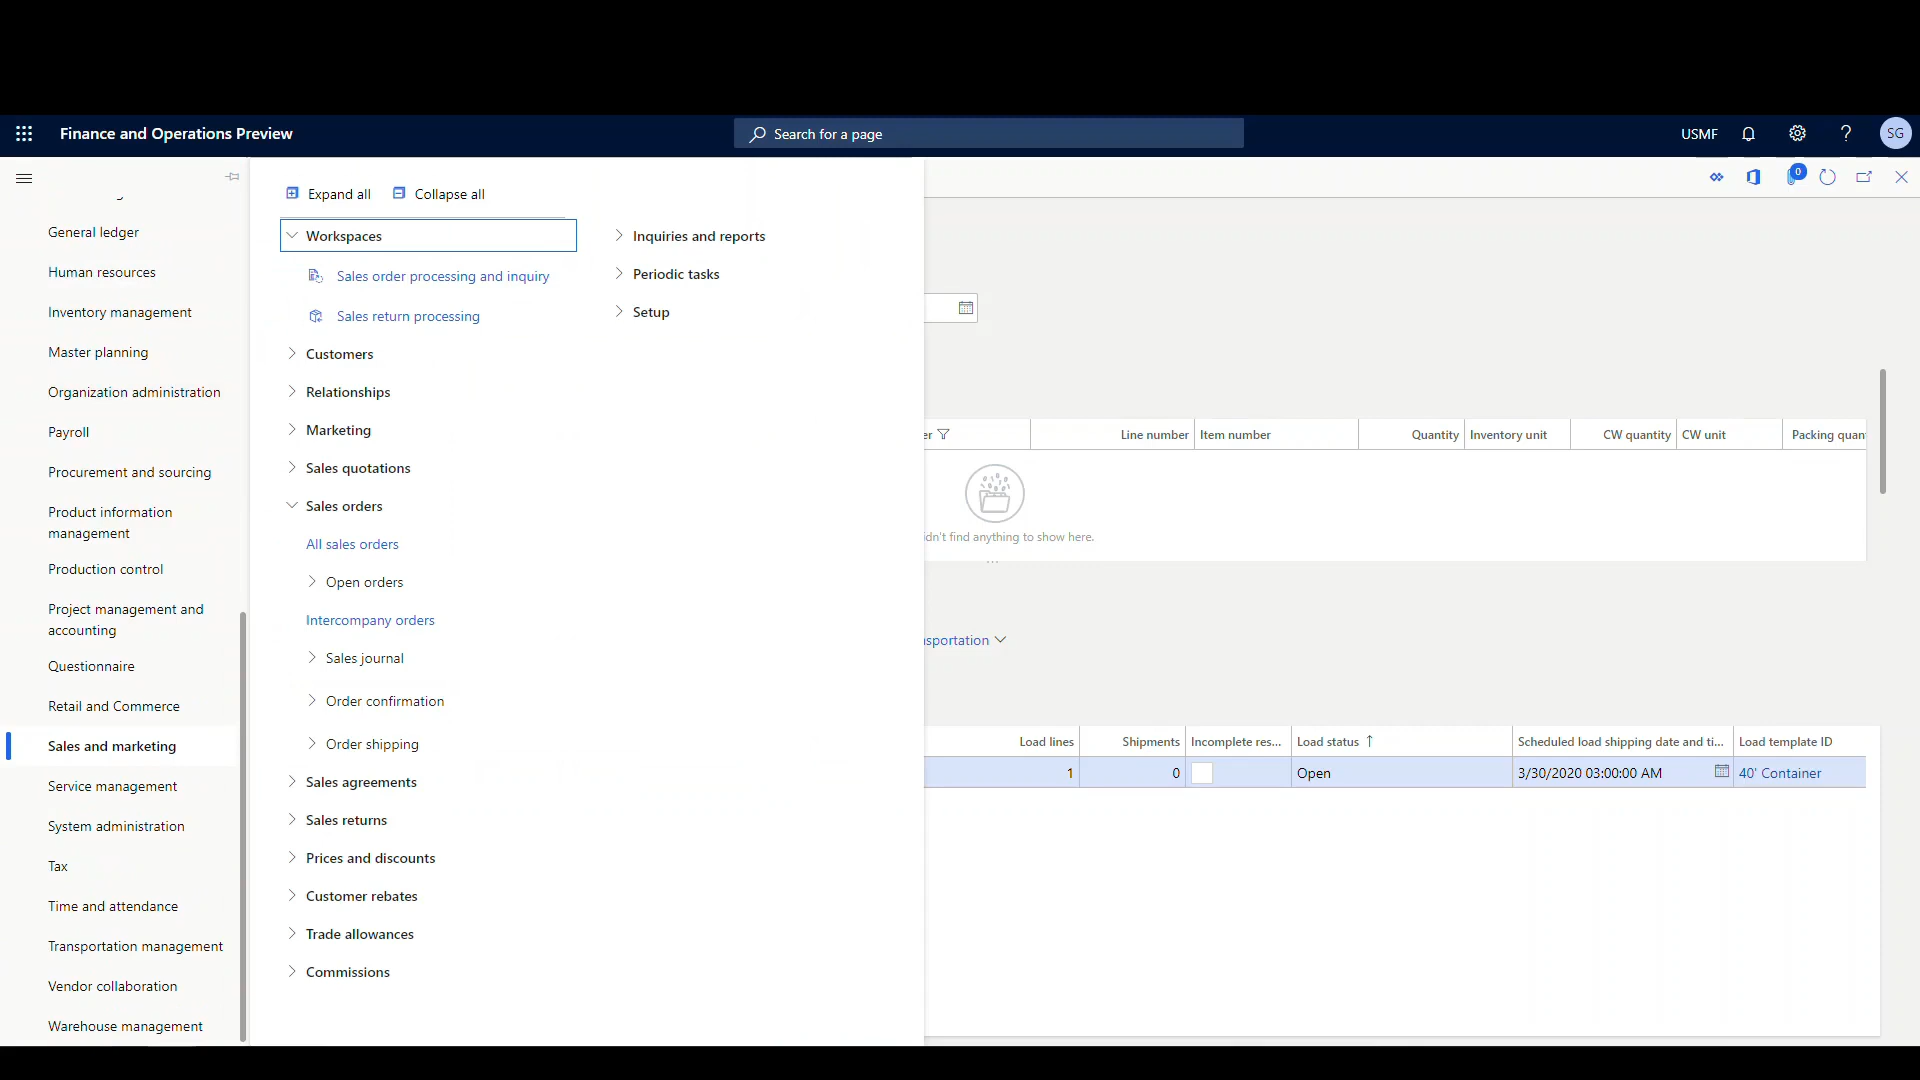 Finance and Operations Preview
Search for a page
USMF
SG
0
General ledger
Human resources
Inventory management
Master planning
Organization administration
Payroll
Procurement and sourcing
Product information
management
Production control
Project management and
accounting
Questionnaire
Retail and Commerce
Sales and marketing
Service management
System administration
Tax
Time and attendance
Transportation management
Vendor collaboration
Warehouse management
Expand all
Collapse all
Workspaces
Sales order processing and inquiry
Sales return processing
Customers
Relationships
Marketing
Sales quotations
Sales orders
All sales orders
Open orders
Intercompany orders
Sales journal
Order confirmation
Order shipping
Sales agreements
Sales returns
Prices and discounts
Customer rebates
Trade allowances
Commissions
Inquiries and reports
Periodic tasks
Setup
er Line number Item number Quantity Inventory unit CW quantity CW unit Packing quan
idn't find anything to show here.
nsportation
Load lines Shipments Incomplete res... Load status Scheduled load shipping date and ti... Load template ID
1 0 Open 3/30/2020 03:00:00 AM 40' Container